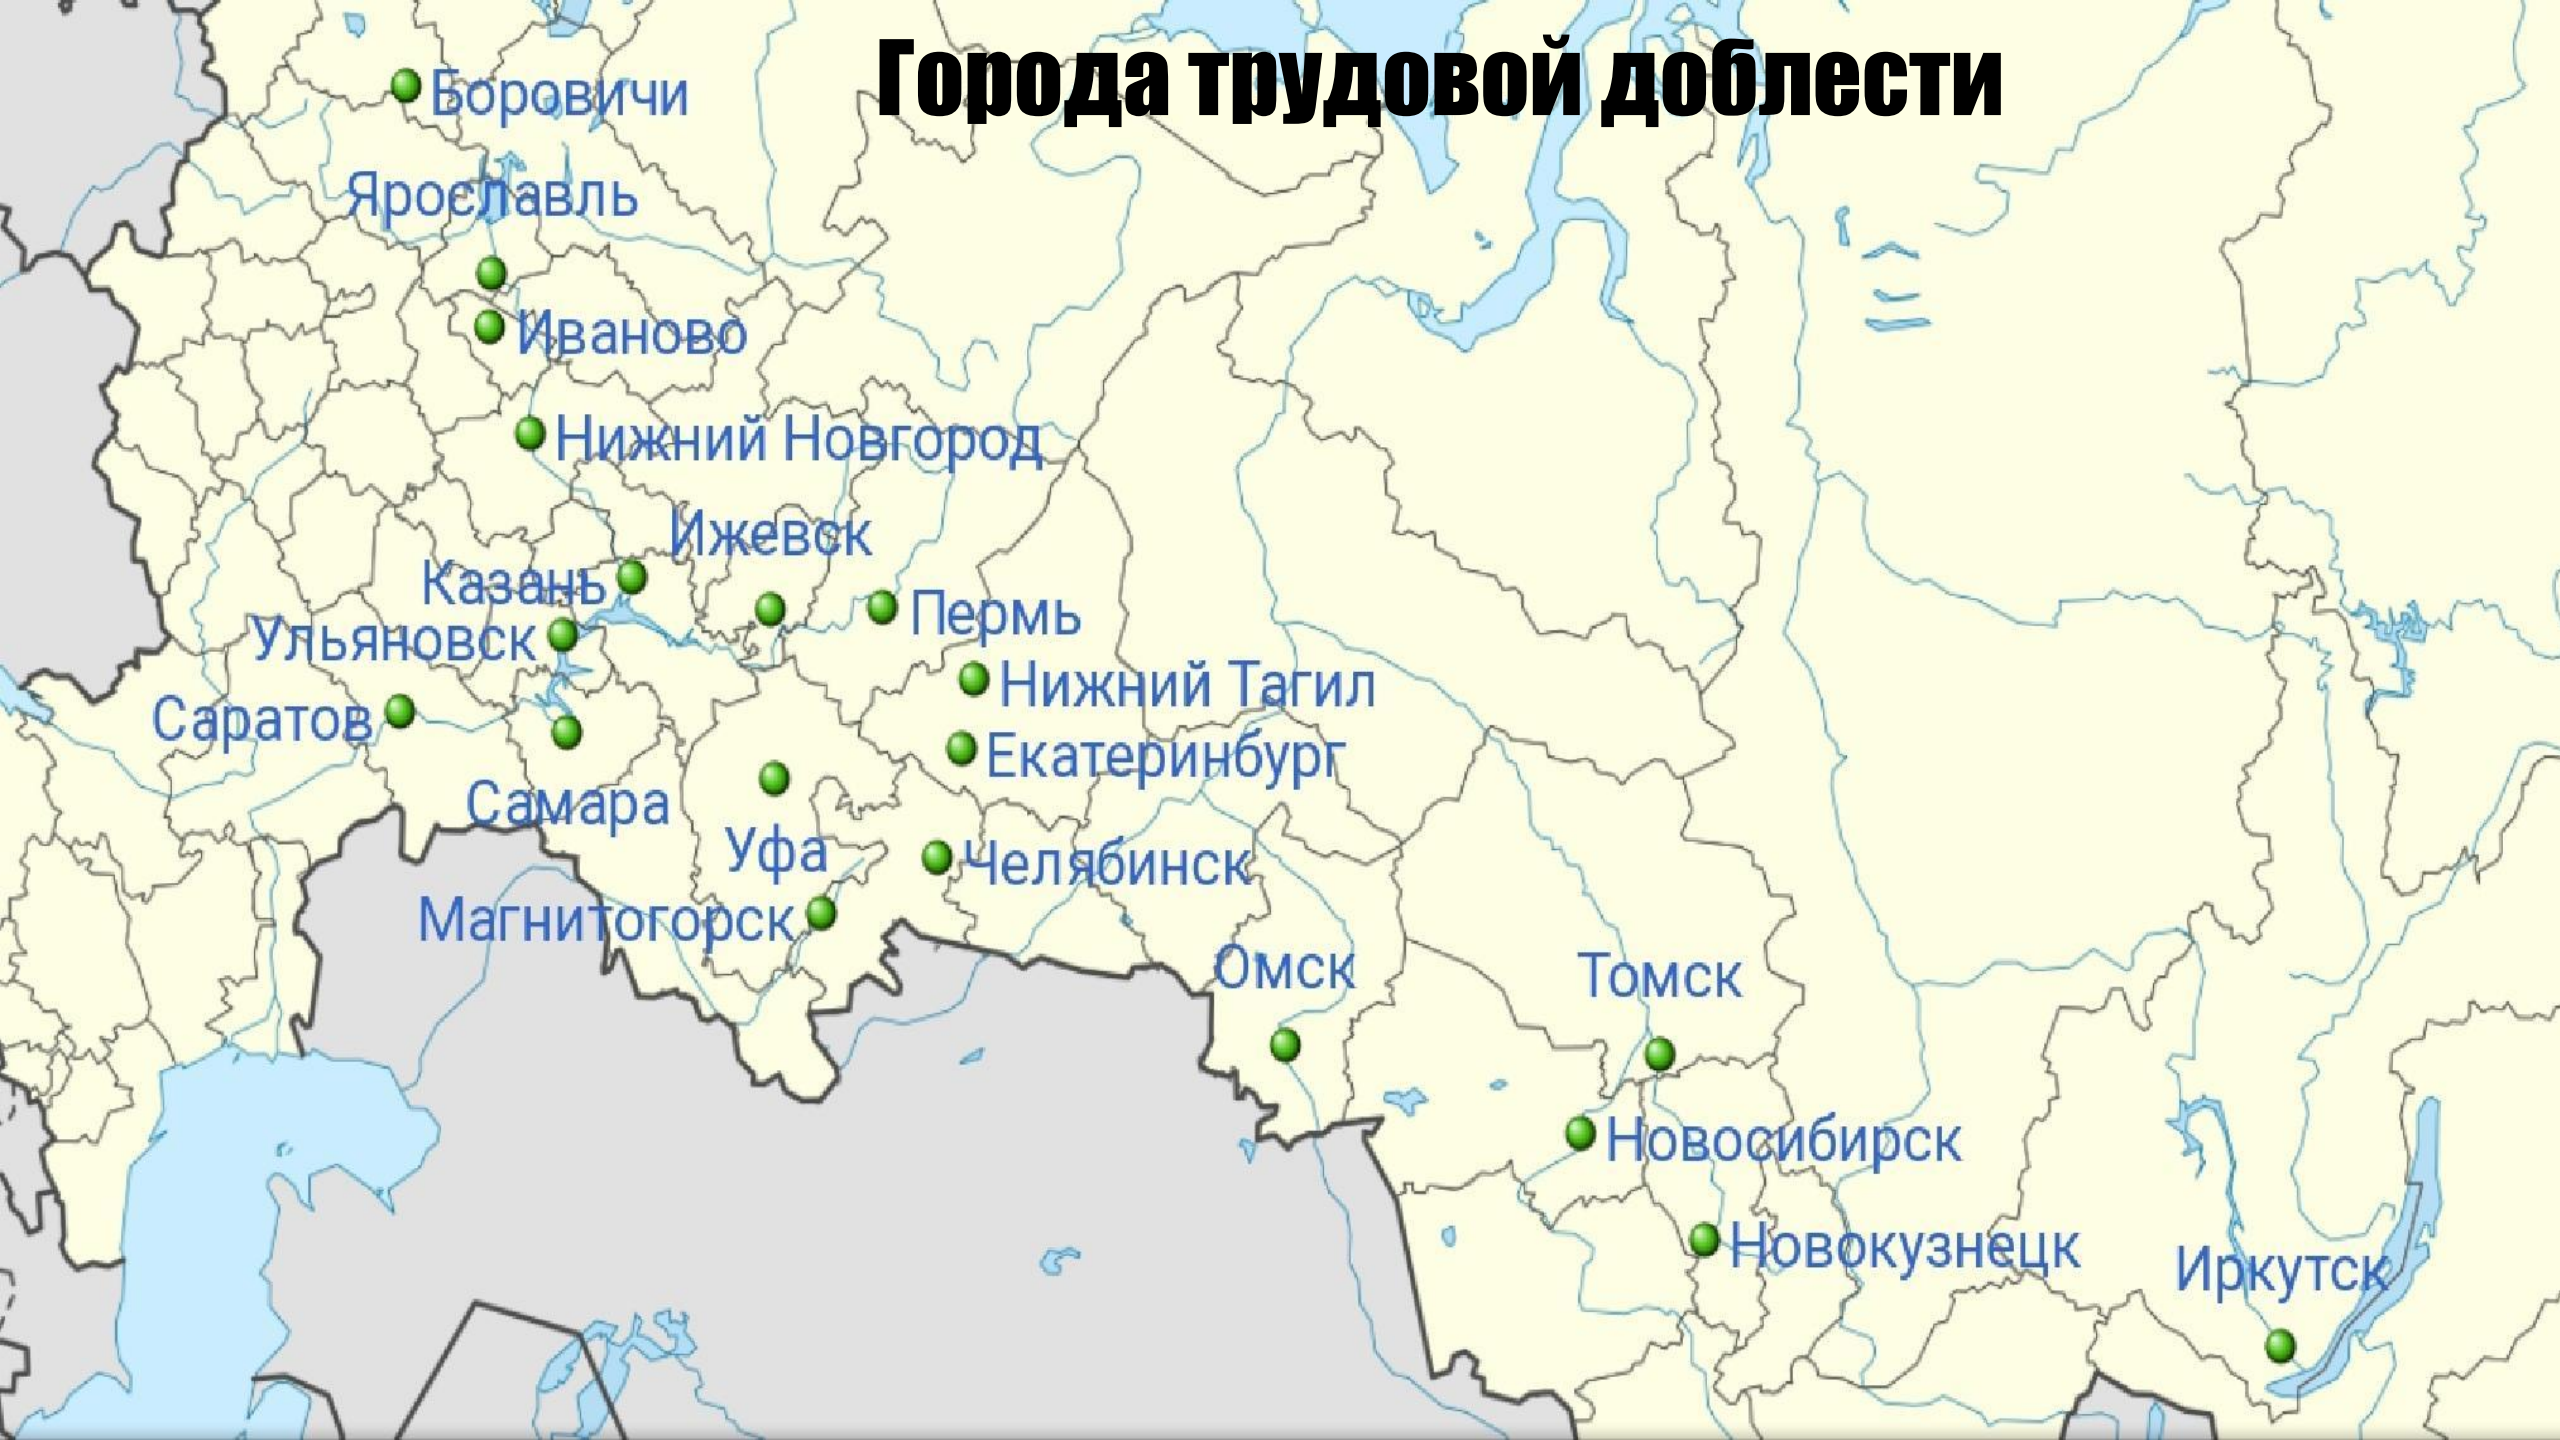 Города трудовой доблести
Боровичи
Ярославль
Иваново
Нижний Новгород
Ижевск
Казань
Пермь
Ульяновск
Нижний Тагил
Саратов
Екатеринбург
Самара
Уфа
Челябинск
Магнитогорск
Омск
Томск
Новосибирск
Новокузнецк
Иркутск